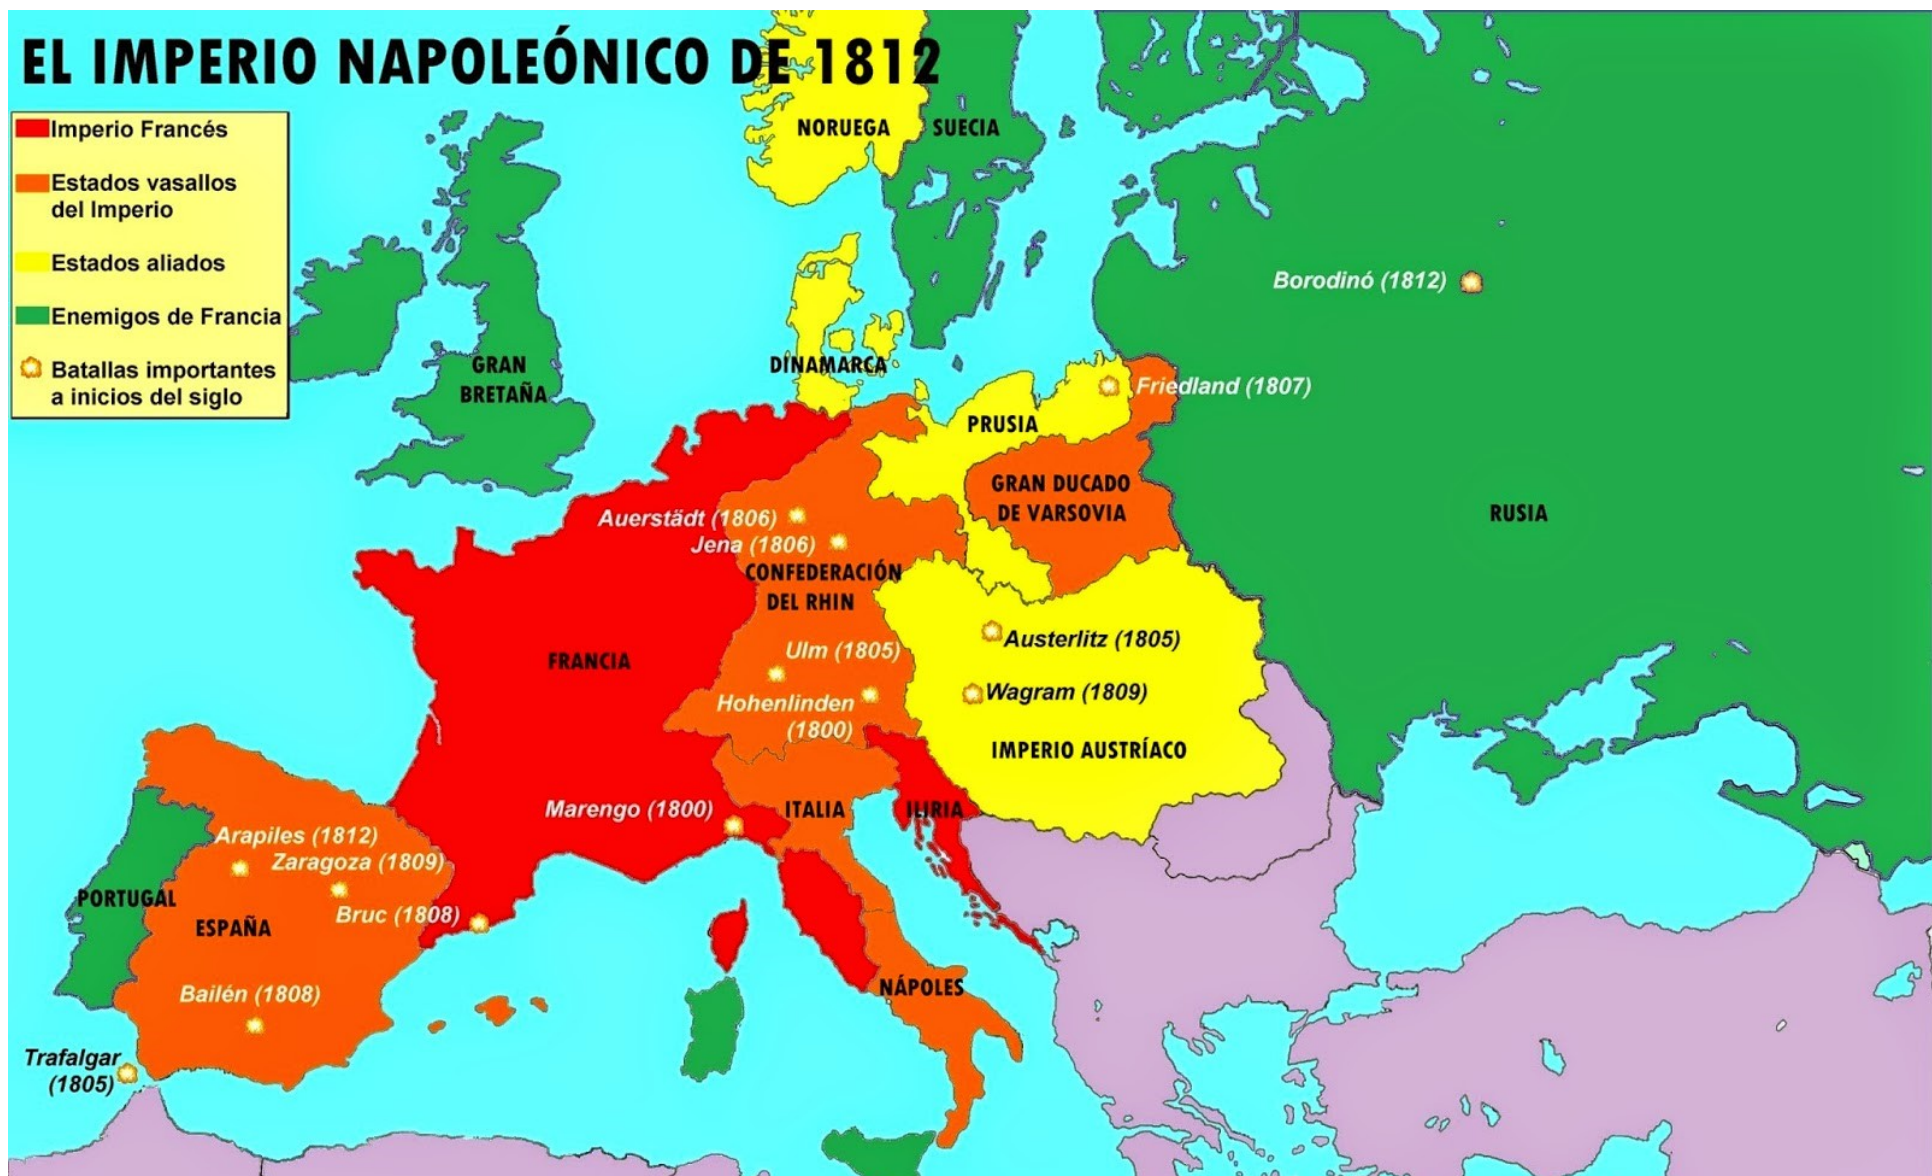 EL IMPERIO NAPOLEÓNICO DE 1812
Imperio Francés
Estados vasallos
del Imperio
Estados aliados
Enemigos de Francia
Batallas importantes
a inicios del siglo
NORUEGA
SUECIA
Borodinó (1812)
GRAN
BRETAÑA
DINAMARCA
Friedland (1807)
PRUSIA
GRAN DUCADO
DE VARSOVIA
RUSIA
Auerstädt (1806)
Jena (1806)
CONFEDERACIÓN
DEL RHIN
Austerlitz (1805)
Ulm (1805)
FRANCIA
Wagram (1809)
Hohenlinden
(1800)
IMPERIO AUSTRÍACO
Marengo (1800)
ITALIA
ILIRIA
Arapiles (1812)
Zaragoza (1809)
PORTUGAL
Bruc (1808)
ESPAÑA
NÁPOLES
Bailén (1808)
Trafalgar
(1805)